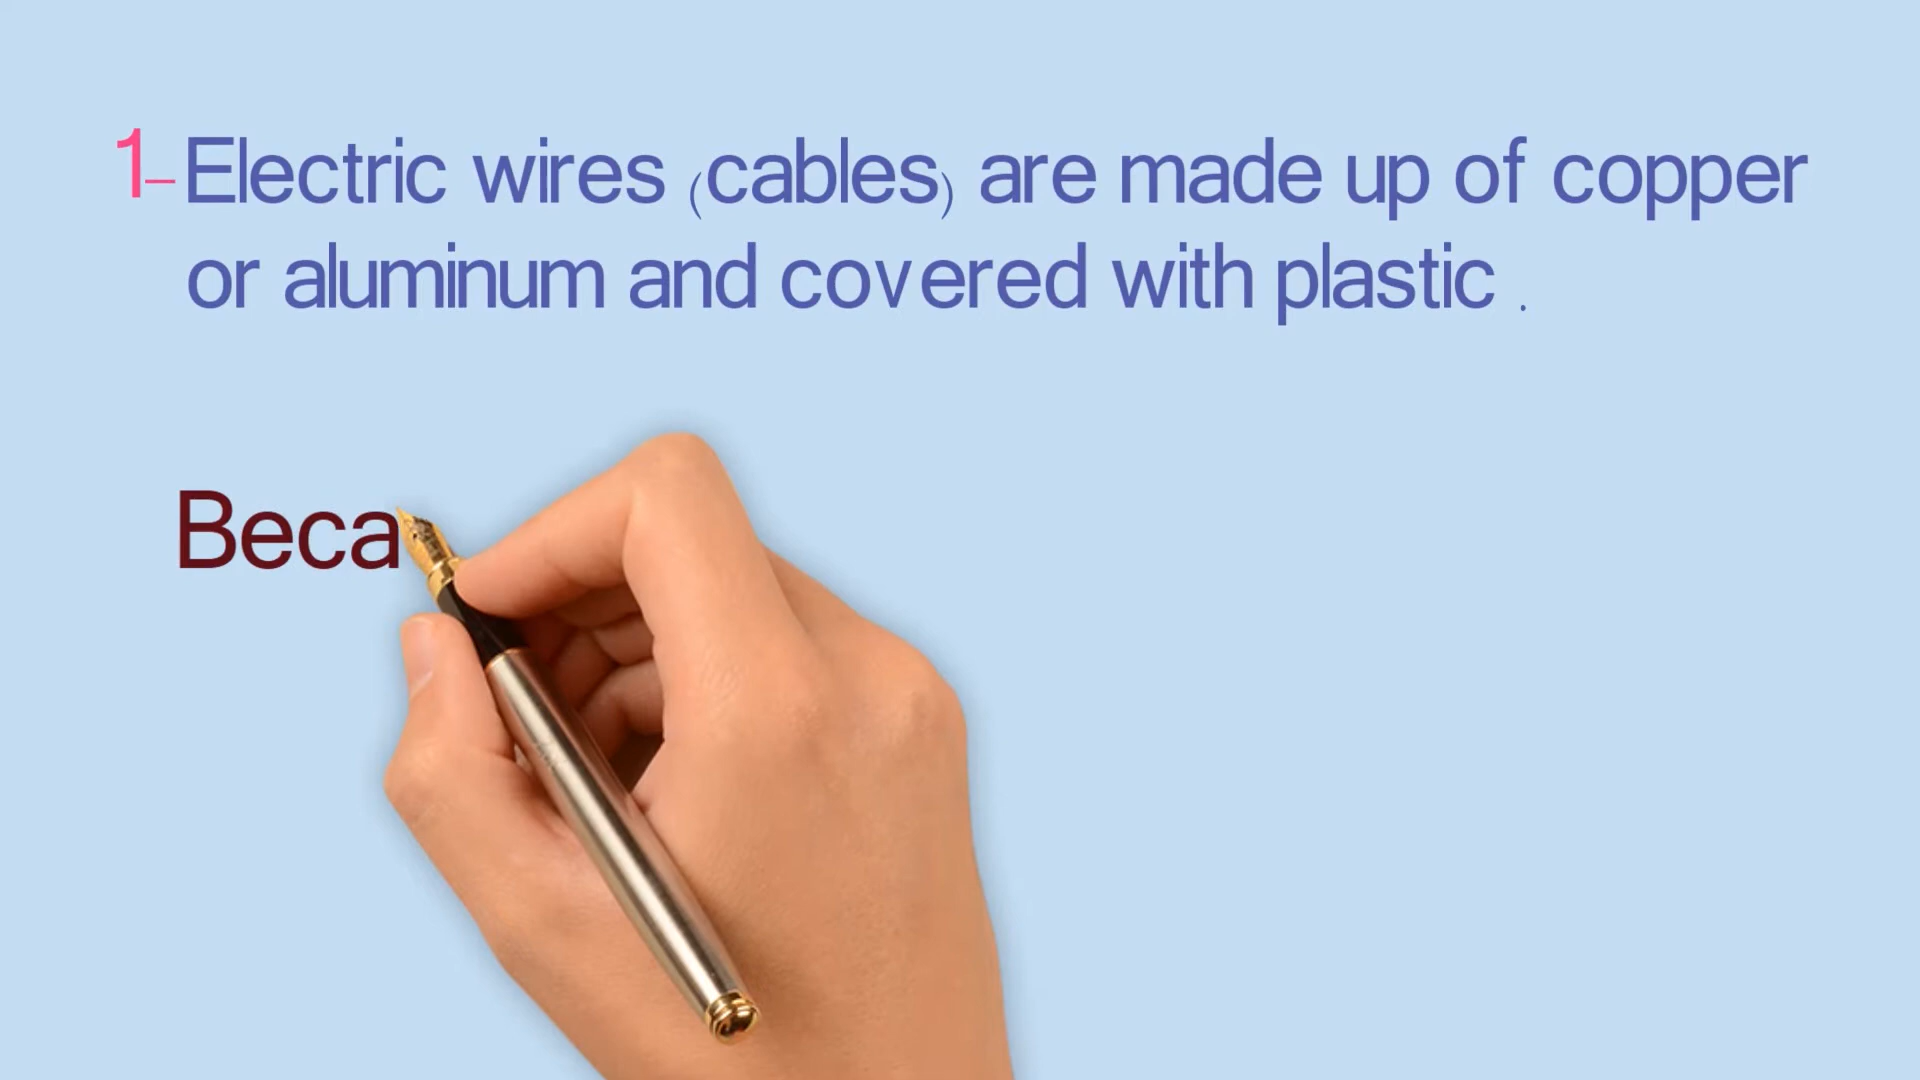 1- Electric wires (cables) are made up of copper
or aluminum and covered with plastic .
Beca